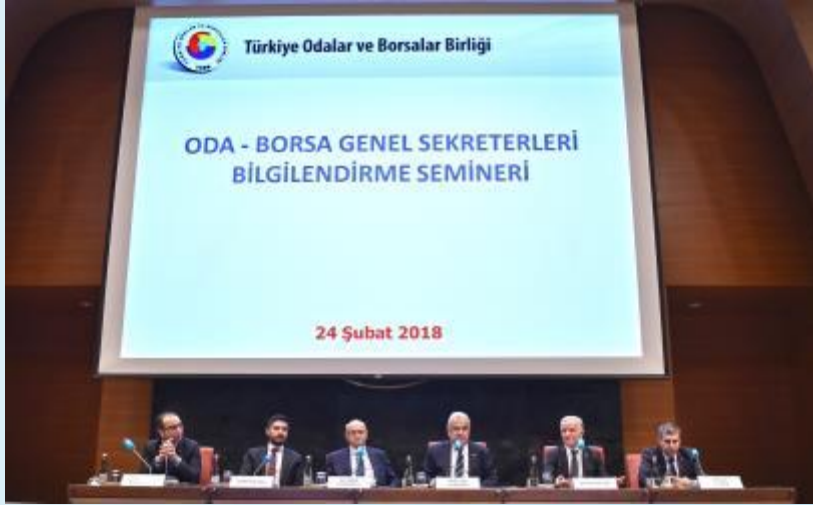 Türkiye Odalar ve Borsalar Birliği
ODA - BORSA GENEL SEKRETERLERİ
BİLGİLENDİRME SEMİNERİ
24 Şubat 2018